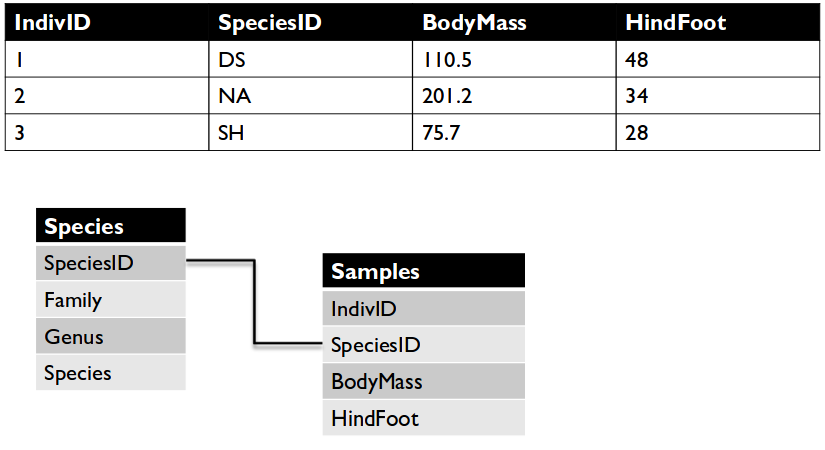 IndivID SpeciesID BodyMass HindFoot
1 DS 110.5 48
2 NA 201.2 34
3 SH 75.7 28
Species
SpeciesID
Family
Genus
Species
Samples
IndivID
SpeciesID
BodyMass
HindFoot